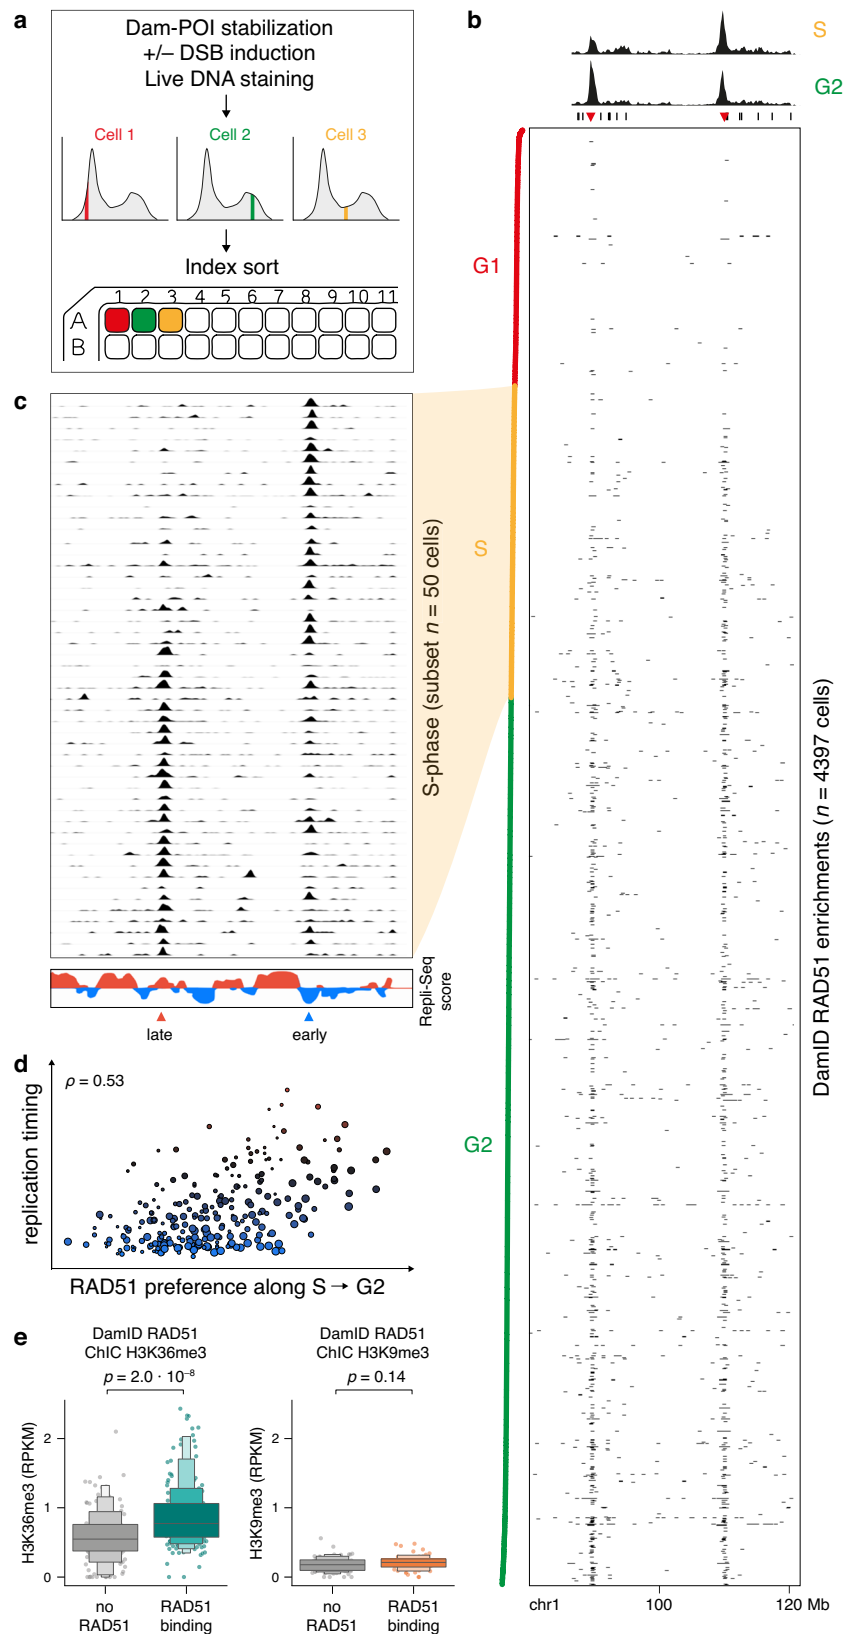 a
Dam-POI stabilization
+/– DSB induction
Live DNA staining
Cell 1
Cell 2
Cell 3
Index sort
1 2 3 4 5 6 7 8 9 10 11
A
B
b
S
G2
G1
S
G2
DamID RAD51 enrichments (n = 4397 cells)
chr1 100 120 Mb
c
S-phase (subset n = 50 cells)
Repli-Seq
score
late
early
d
ρ = 0.53
replication timing
RAD51 preference along S → G2
e
DamID RAD51
ChIC H3K36me3
p = 2.0 · 10⁻⁸
H3K36me3 (RPKM)
2
1
0
no
RAD51
RAD51
binding
DamID RAD51
ChIC H3K9me3
p = 0.14
H3K9me3 (RPKM)
2
1
0
no
RAD51
RAD51
binding